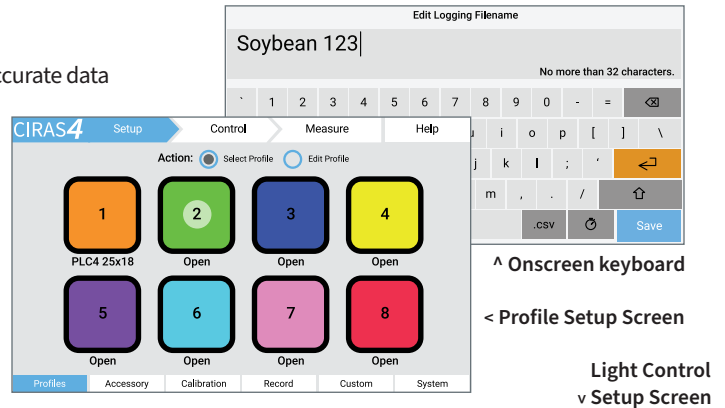 Edit Logging Filename
Soybean 123
No more than 32 characters.
` 1 2 3 4 5 6 7 8 9 0 - =
i o p [ ] \
j k l ; '
m , . /
.csv Save
ccurate data
CIRAS4 Setup Control Measure Help
Action: Select Profile Edit Profile
1 2 3 4
PLC4 25x18 Open Open Open
5 6 7 8
Open Open Open Open
Profiles Accessory Calibration Record Custom System
^ Onscreen keyboard
< Profile Setup Screen
Light Control
v Setup Screen